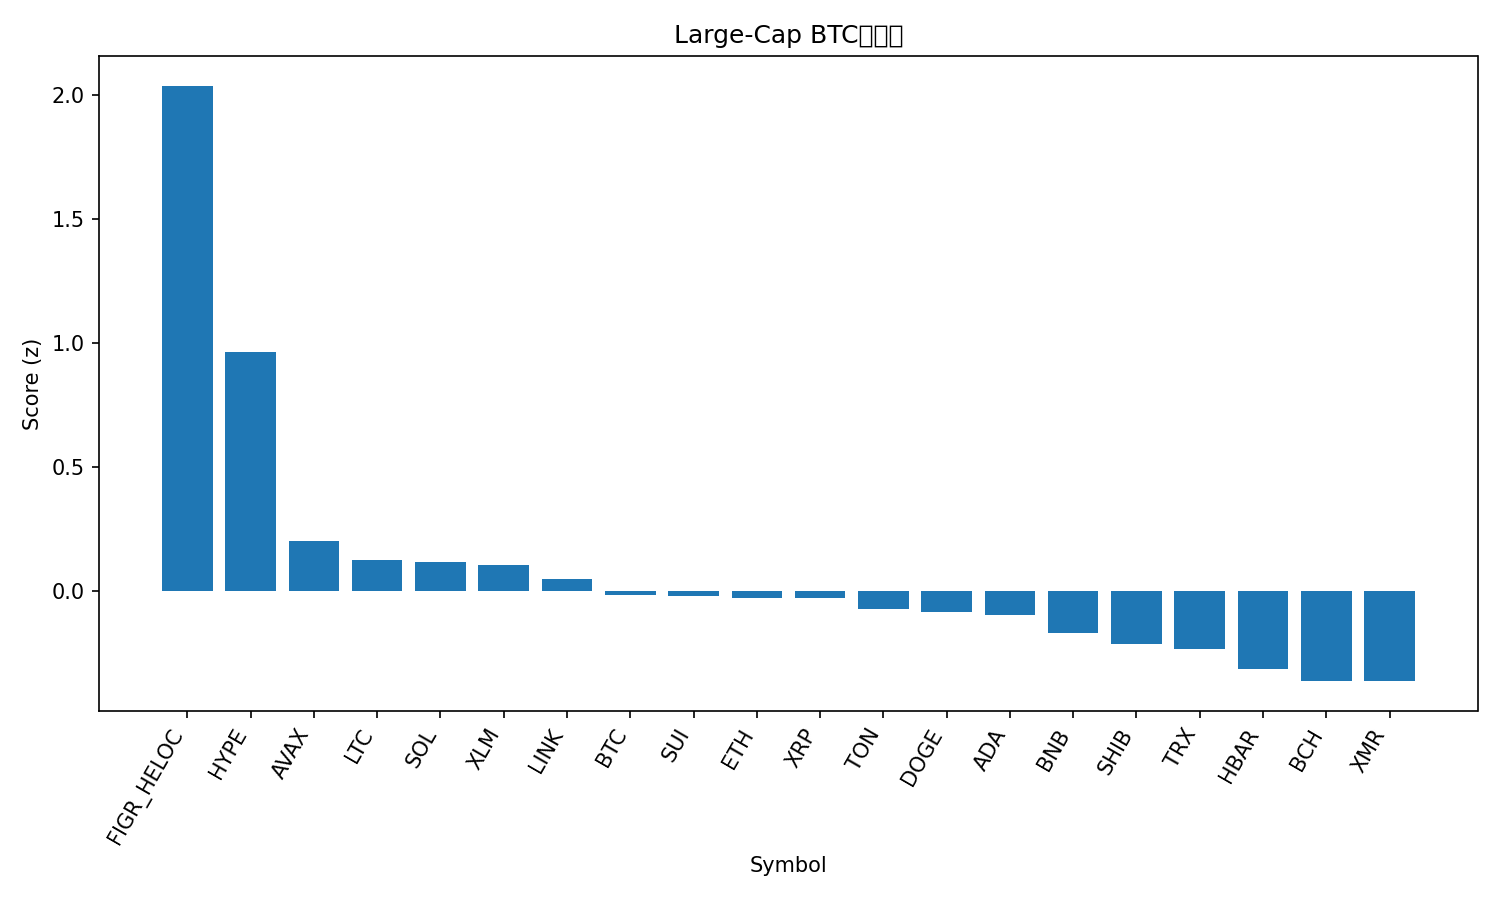 Large-Cap BTC
Score (z)
2.0
1.5
1.0
0.5
0.0
FIGR_HELOC
HYPE
AVAX
LTC
SOL
XLM
LINK
BTC
SUI
ETH
XRP
TON
DOGE
ADA
BNB
SHIB
TRX
HBAR
BCH
XMR
Symbol